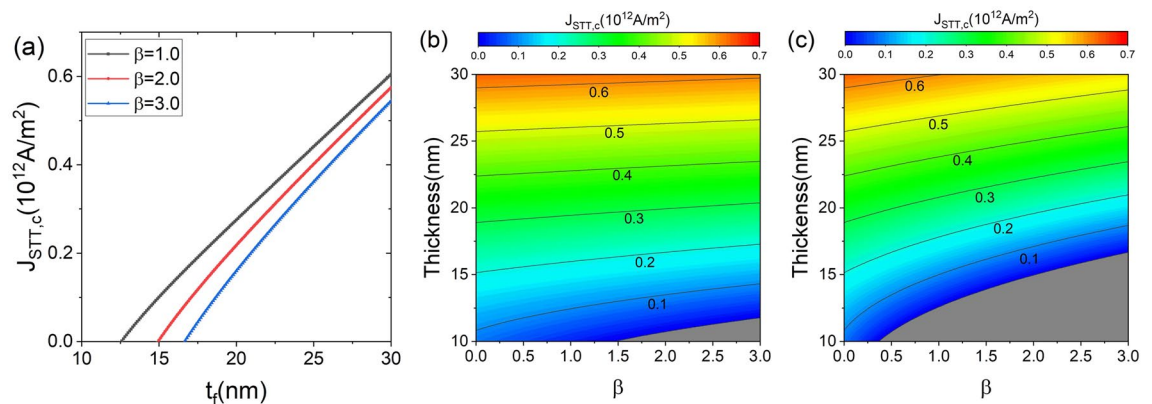 (a)
β=1.0
β=2.0
β=3.0
J_STT,c(10^12A/m^2)
0.6
0.4
0.2
0.0
10 15 20 25 30
t_f(nm)
(b)
J_STT,c(10^12A/m^2)
0.0 0.1 0.2 0.3 0.4 0.5 0.6 0.7
Thickness(nm)
30
25
20
15
10
0.6
0.5
0.4
0.3
0.2
0.1
0.0 0.5 1.0 1.5 2.0 2.5 3.0
β
(c)
J_STT,c(10^12A/m^2)
0.0 0.1 0.2 0.3 0.4 0.5 0.6 0.7
Thickenss(nm)
30
25
20
15
10
0.6
0.5
0.4
0.3
0.2
0.1
0.0 0.5 1.0 1.5 2.0 2.5 3.0
β